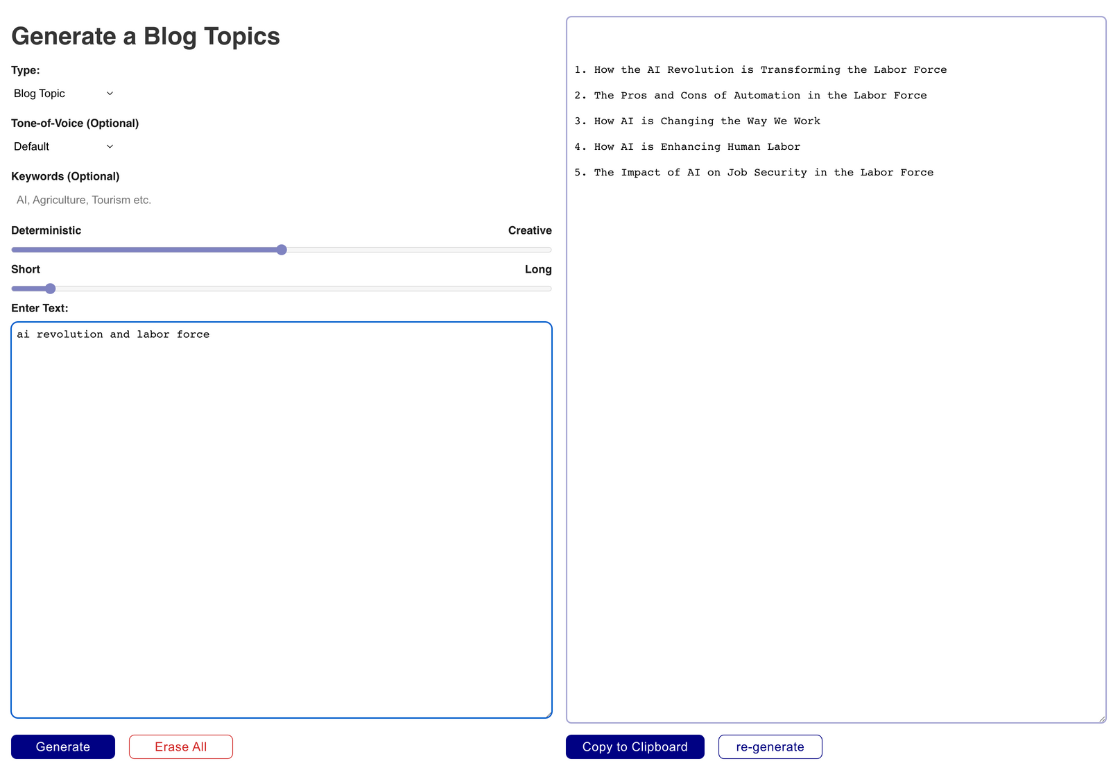 Generate a Blog Topics
Type:
Blog Topic
Tone-of-Voice (Optional)
Default
Keywords (Optional)
AI, Agriculture, Tourism etc.
Deterministic Creative
Short Long
Enter Text:
ai revolution and labor force
Generate Erase All
1. How the AI Revolution is Transforming the Labor Force
2. The Pros and Cons of Automation in the Labor Force
3. How AI is Changing the Way We Work
4. How AI is Enhancing Human Labor
5. The Impact of AI on Job Security in the Labor Force
Copy to Clipboard re-generate